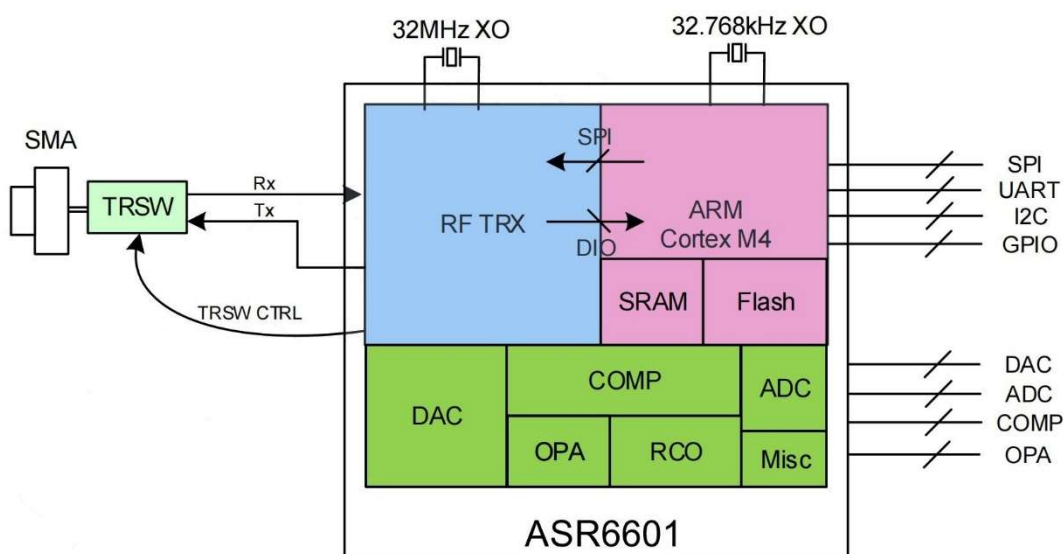 32MHz XO
32.768kHz XO
SMA
TRSW
Rx
Tx
TRSW CTRL
RF TRX
SPI
DIO
ARM
Cortex M4
SRAM
Flash
DAC
COMP
ADC
OPA
RCO
Misc
SPI
UART
I2C
GPIO
DAC
ADC
COMP
OPA
ASR6601